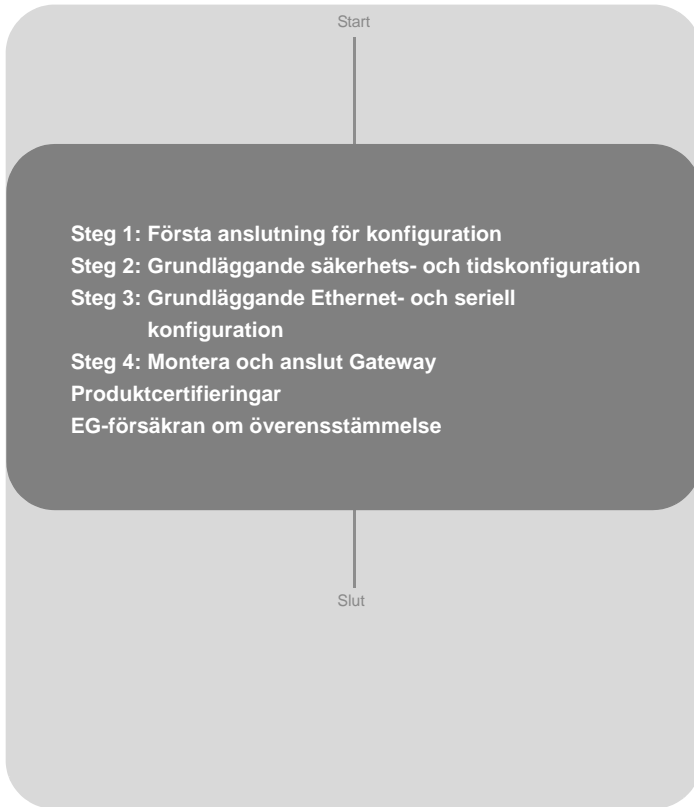 Start
Steg 1: Första anslutning för konfiguration
Steg 2: Grundläggande säkerhets- och tidskonfiguration
Steg 3: Grundläggande Ethernet- och seriell
konfiguration
Steg 4: Montera och anslut Gateway
Produktcertifieringar
EG-försäkran om överensstämmelse
Slut